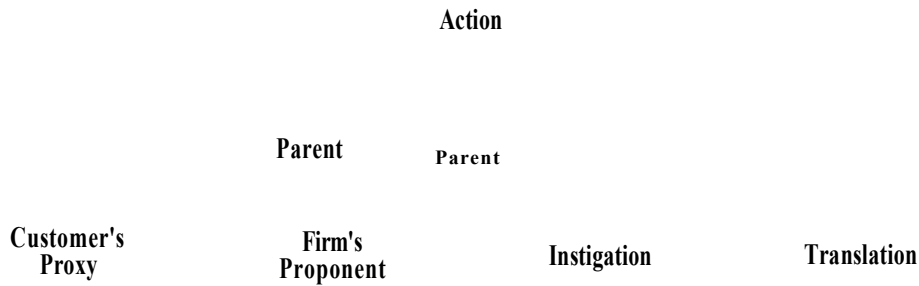 Action
Parent
Parent
Customer's
Proxy
Firm's
Proponent
Instigation
Translation